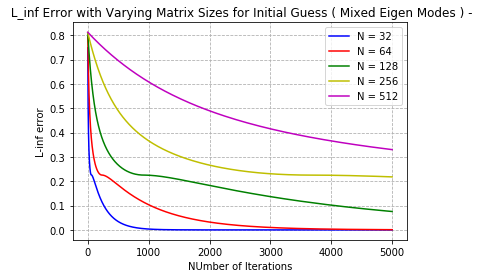 L_inf Error with Varying Matrix Sizes for Initial Guess ( Mixed Eigen Modes ) -
0.8
0.7
0.6
0.5
0.4
0.3
0.2
0.1
0.0
L-inf error
N = 32
N = 64
N = 128
N = 256
N = 512
0 1000 2000 3000 4000 5000
NUmber of Iterations